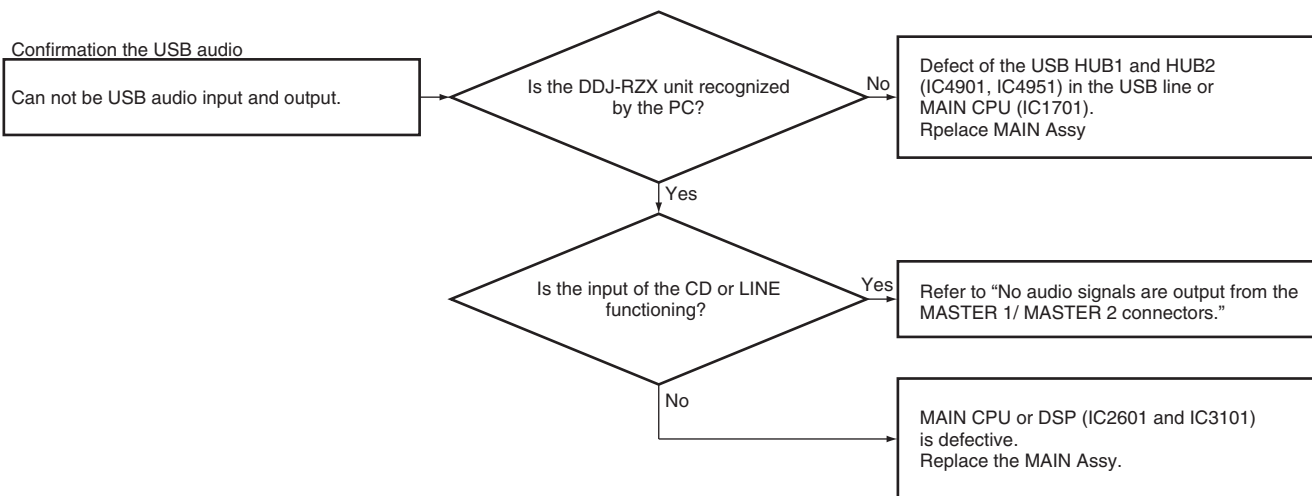 Confirmation the USB audio
Can not be USB audio input and output.
Is the DDJ-RZX unit recognized
by the PC?
No
Defect of the USB HUB1 and HUB2
(IC4901, IC4951) in the USB line or
MAIN CPU (IC1701).
Rpelace MAIN Assy
Yes
Is the input of the CD or LINE
functioning?
Yes
Refer to “No audio signals are output from the
MASTER 1/ MASTER 2 connectors.”
No
MAIN CPU or DSP (IC2601 and IC3101)
is defective.
Replace the MAIN Assy.